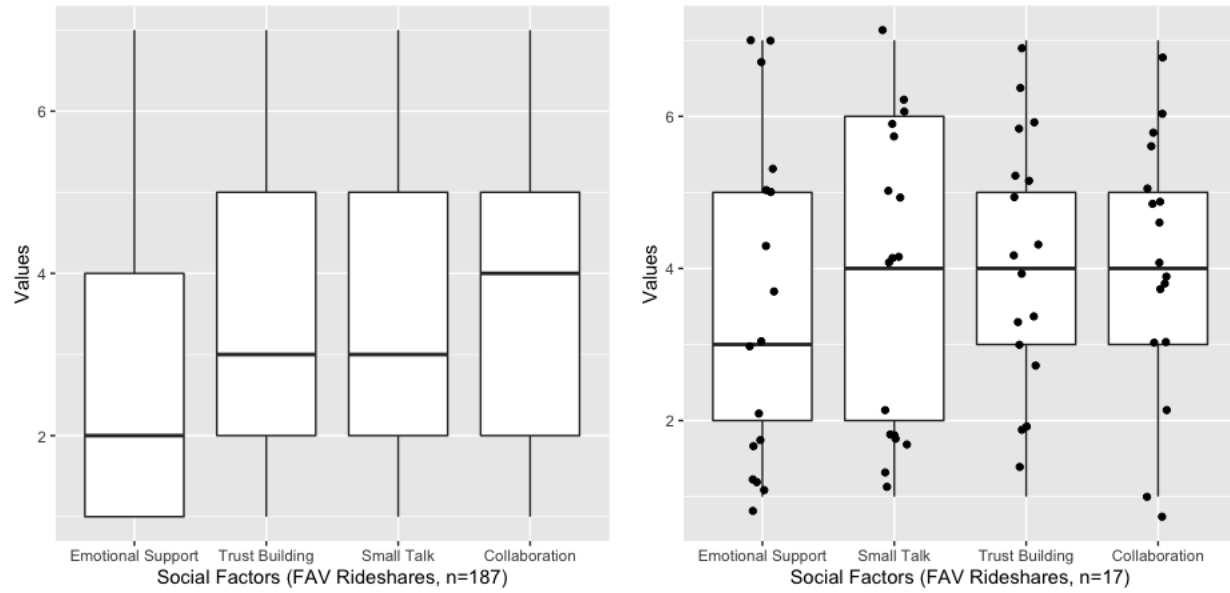 Values
6
4
2
Emotional Support Trust Building Small Talk Collaboration
Social Factors (FAV Rideshares, n=187)
Values
6
4
2
Emotional Support Small Talk Trust Building Collaboration
Social Factors (FAV Rideshares, n=17)